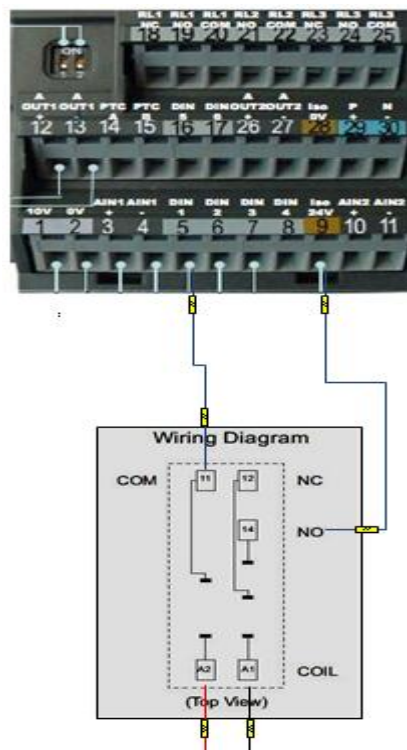 RL1 RL1 RL1 RL2 RL2 RL3 RL3 RL3
NC NO COM NO COM NC NO COM
18 19 20 21 22 23 24 25
ON
1 2
A A A A
OUT1 OUT1 PTC PTC DIN DIN OUT2 OUT2 Iso P N
+ - A B 5 6 + - 0V + -
12 13 14 15 16 17 26 27 28 29 30
10V 0V AIN1 AIN1 DIN DIN DIN DIN Iso AIN2 AIN2
+ - 1 2 3 4 24V + -
1 2 3 4 5 6 7 8 9 10 11
:
Wiring Diagram
COM 11 12 NC
14 NO
A2 A1 COIL
(Top View)